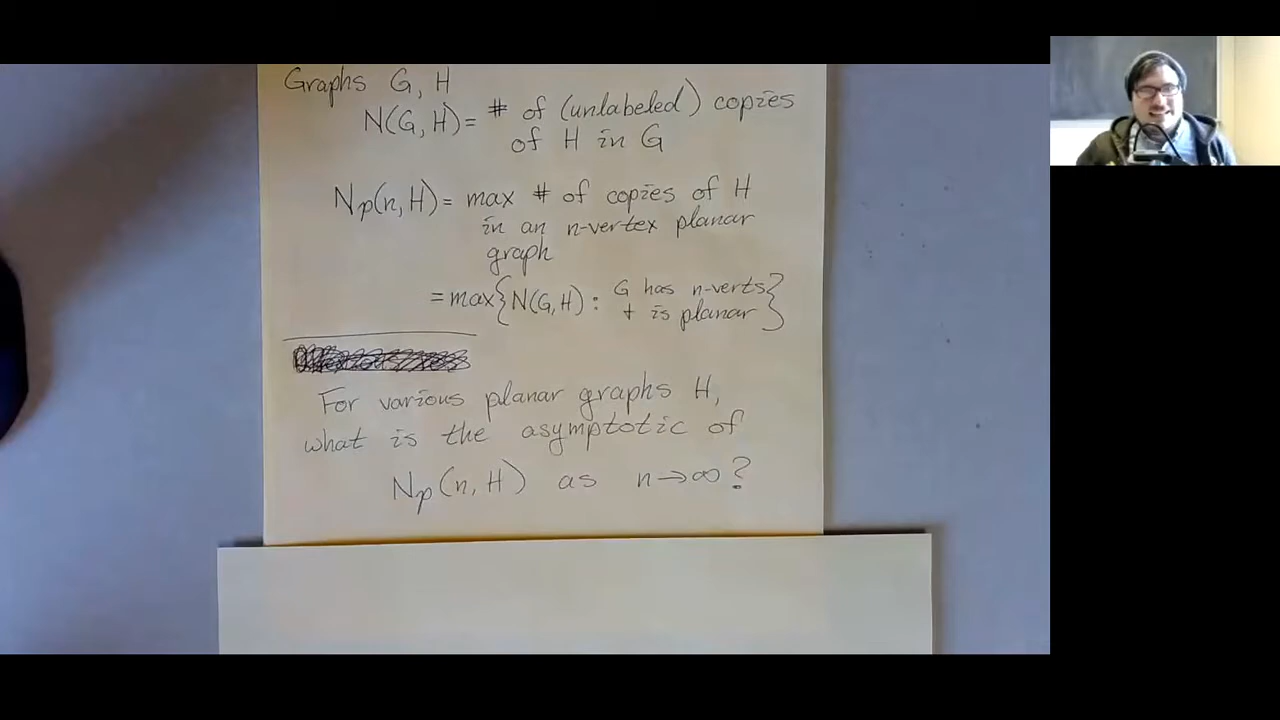 Graphs G, H
N(G,H)= # of (unlabeled) copies
of H in G
Np(n,H)= max # of copies of H
in an n-vertex planar
graph
=max{N(G,H): G has n-verts
+ is planar}
For various planar graphs H,
what is the asymptotic of
Np(n,H) as n→∞?